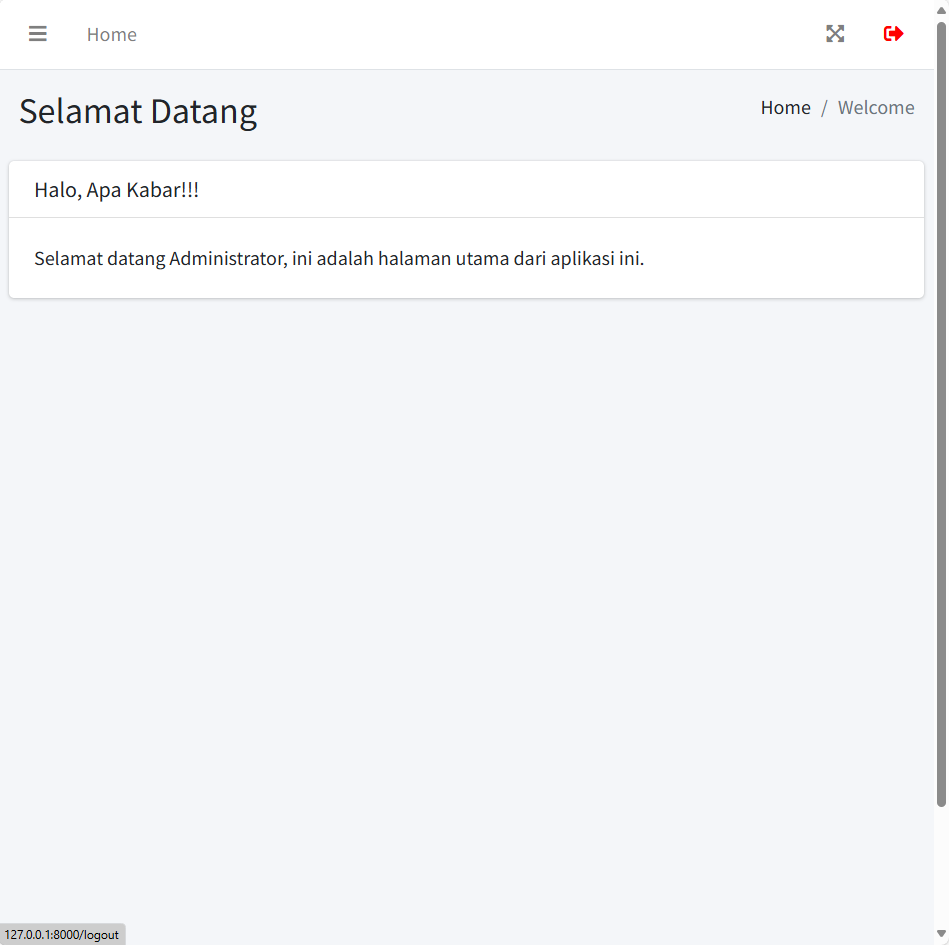 Home
Selamat Datang
Home / Welcome
Halo, Apa Kabar!!!
Selamat datang Administrator, ini adalah halaman utama dari aplikasi ini.
127.0.0.1:8000/logout